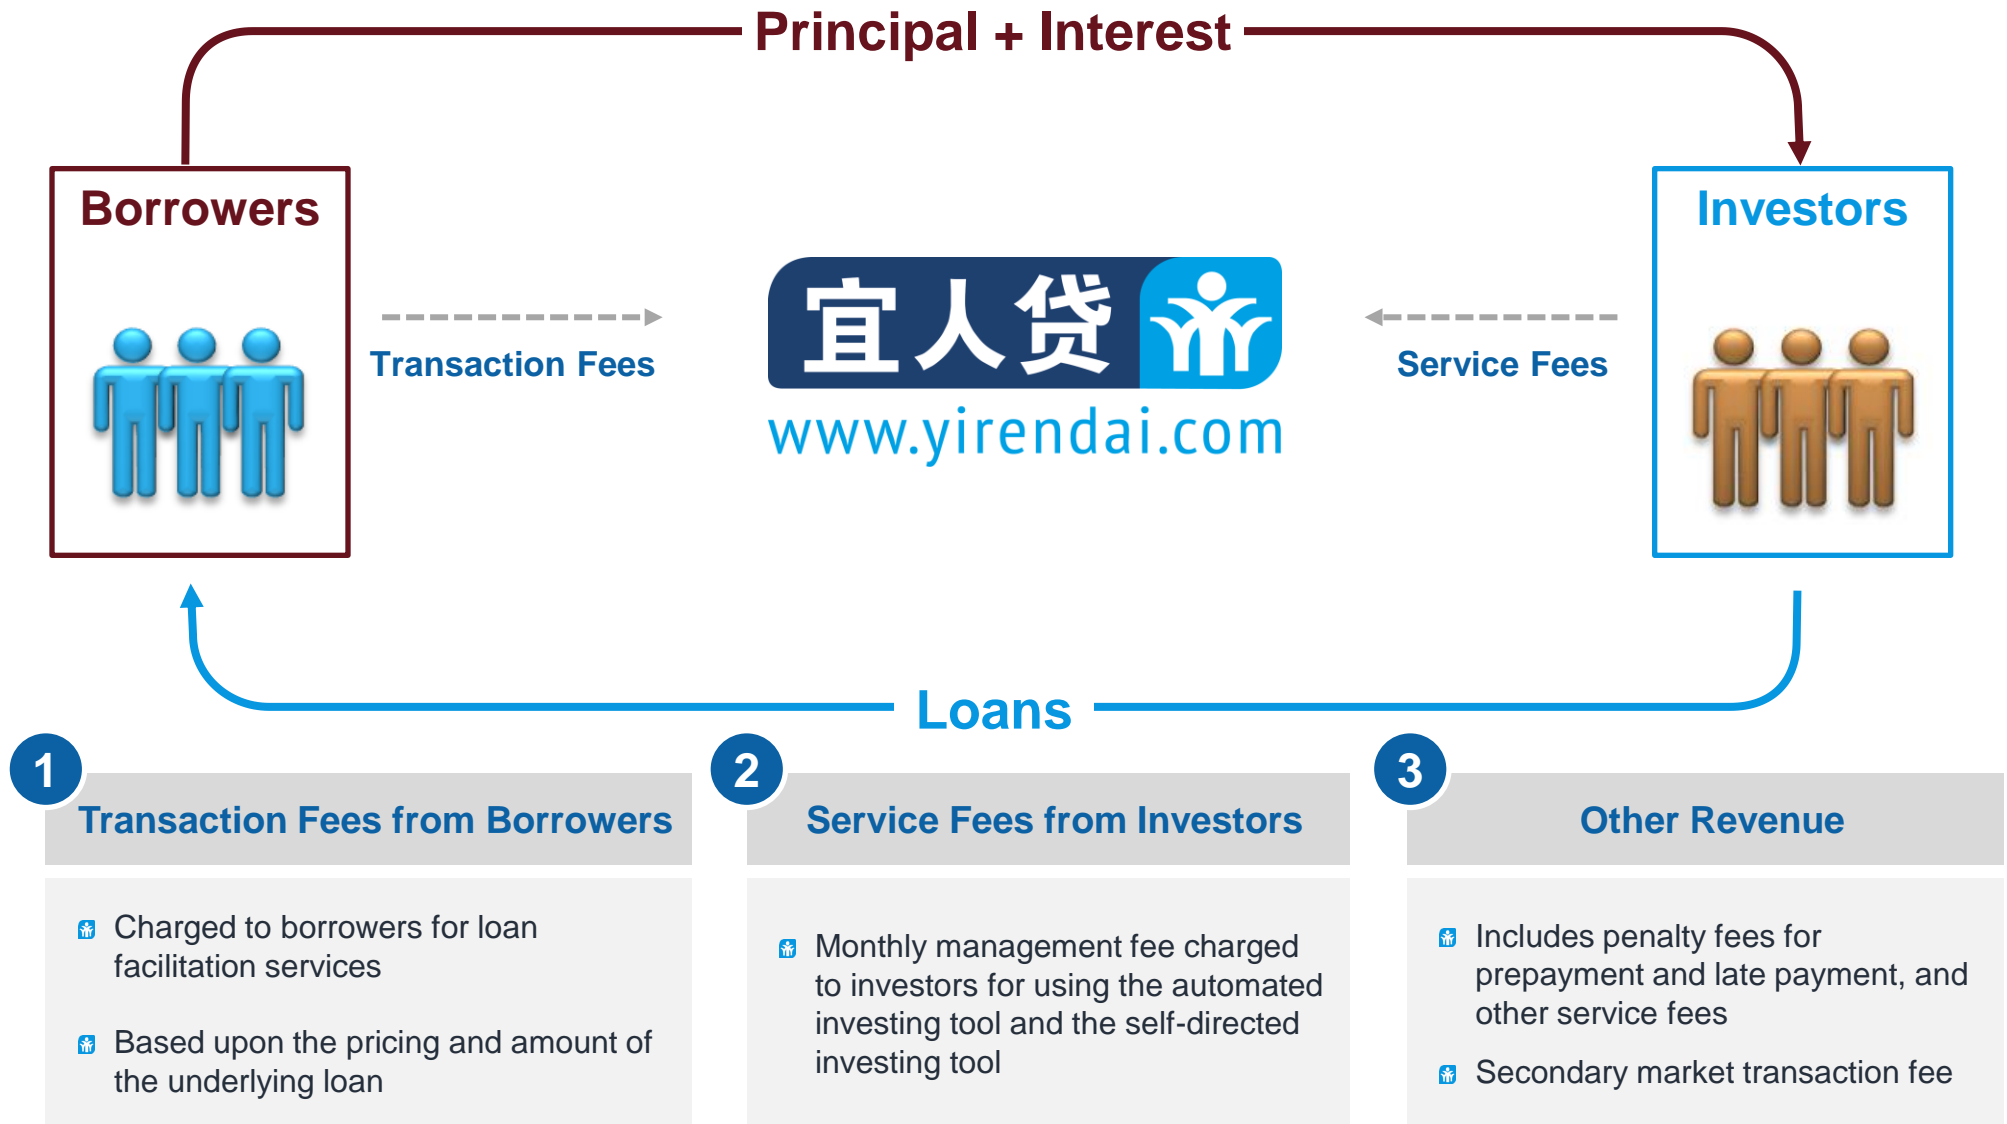 Principal + Interest
Borrowers
Investors
宜人贷
Transaction Fees
Service Fees
www.yirendai.com
Loans
1
Transaction Fees from Borrowers
Charged to borrowers for loan
facilitation services
Based upon the pricing and amount of
the underlying loan
2
Service Fees from Investors
Monthly management fee charged
to investors for using the automated
investing tool and the self-directed
investing tool
3
Other Revenue
Includes penalty fees for
prepayment and late payment, and
other service fees
Secondary market transaction fee